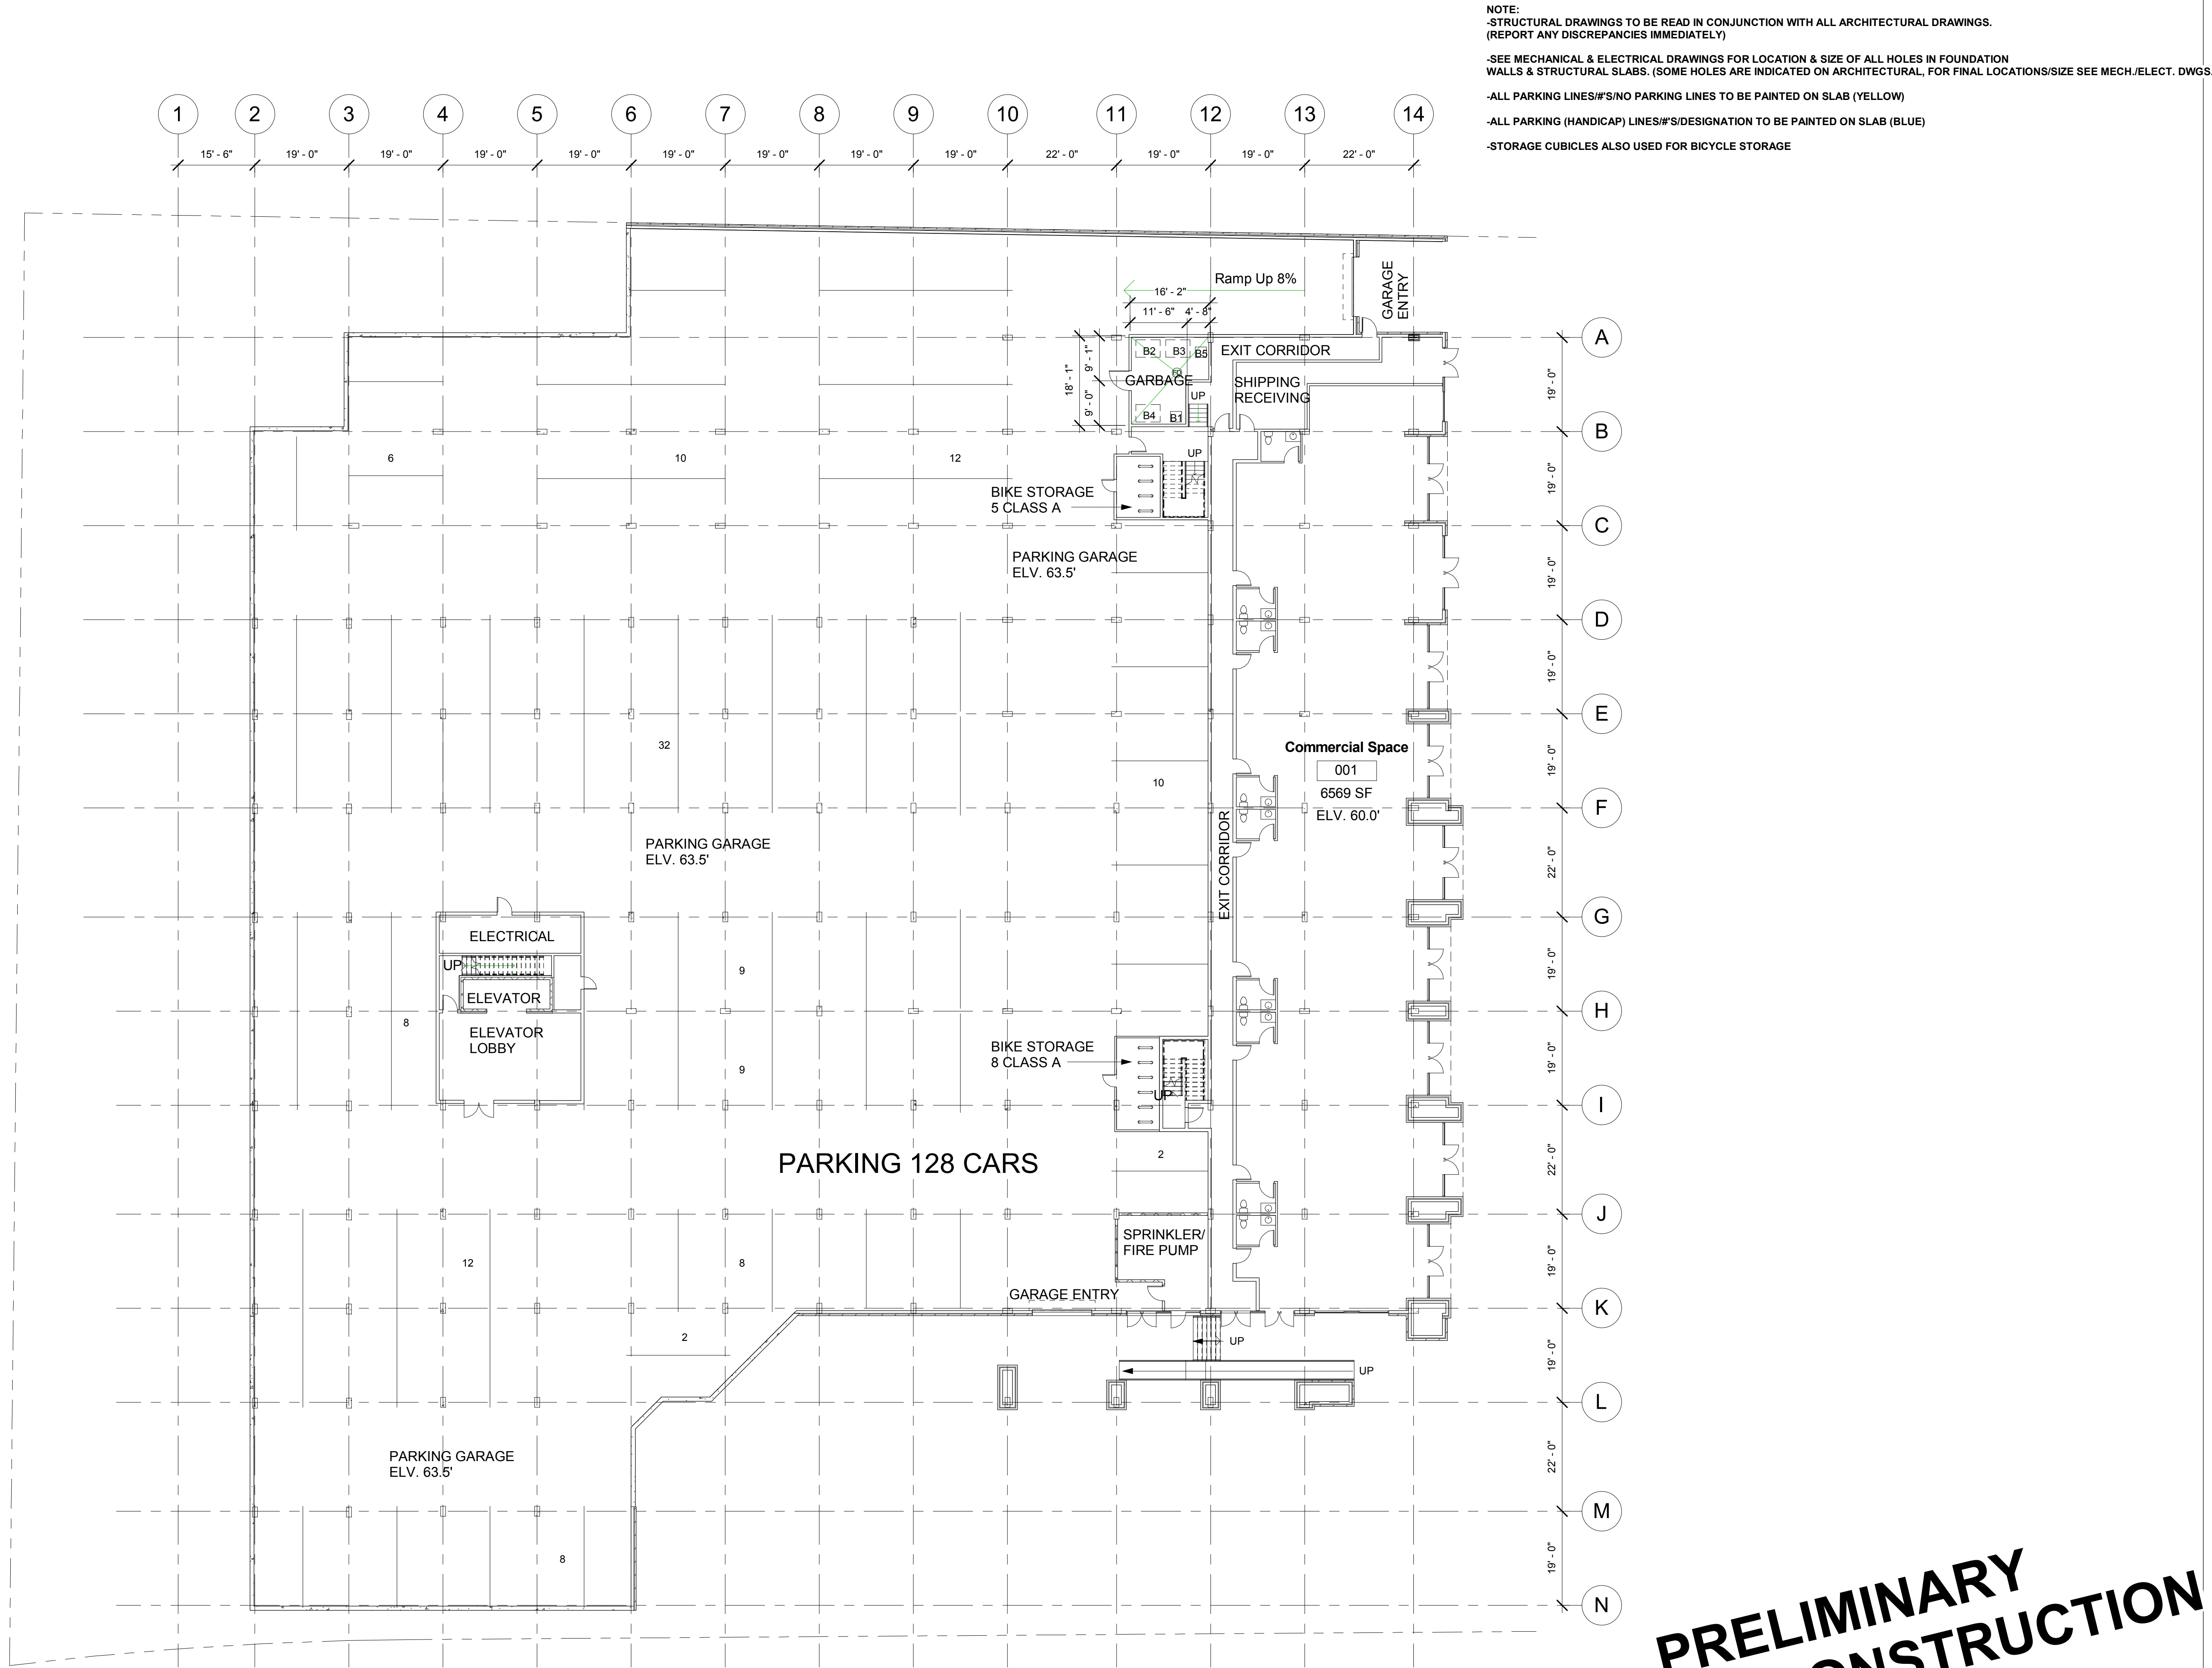 NOTE:
-STRUCTURAL DRAWINGS TO BE READ IN CONJUNCTION WITH ALL ARCHITECTURAL DRAWINGS.
(REPORT ANY DISCREPANCIES IMMEDIATELY)
-SEE MECHANICAL & ELECTRICAL DRAWINGS FOR LOCATION & SIZE OF ALL HOLES IN FOUNDATION
WALLS & STRUCTURAL SLABS. (SOME HOLES ARE INDICATED ON ARCHITECTURAL, FOR FINAL LOCATIONS/SIZE SEE MECH./ELECT. DWGS.
-ALL PARKING LINES/#'S/NO PARKING LINES TO BE PAINTED ON SLAB (YELLOW)
-ALL PARKING (HANDICAP) LINES/#'S/DESIGNATION TO BE PAINTED ON SLAB (BLUE)
-STORAGE CUBICLES ALSO USED FOR BICYCLE STORAGE
1 2 3 4 5 6 7 8 9 10 11 12 13 14
15' - 6" 19' - 0" 19' - 0" 19' - 0" 19' - 0" 19' - 0" 19' - 0" 19' - 0" 19' - 0" 22' - 0" 19' - 0" 19' - 0" 22' - 0"
Ramp Up 8%
GARAGE
ENTRY
16' - 2"
11' - 6" 4' - 8"
A
18' - 1"
9' - 1"
9' - 0"
B2 B3 B5
EXIT CORRIDOR
FD
GARBAGE
SHIPPING
RECEIVING
UP
B4 B1
19' - 0"
B
6
10
12
UP
BIKE STORAGE
5 CLASS A
19' - 0"
C
PARKING GARAGE
ELV. 63.5'
19' - 0"
D
19' - 0"
E
32
Commercial Space
001
6569 SF
ELV. 60.0'
10
19' - 0"
F
PARKING GARAGE
ELV. 63.5'
EXIT CORRIDOR
22' - 0"
G
ELECTRICAL
UP
9
ELEVATOR
19' - 0"
H
8
ELEVATOR
LOBBY
BIKE STORAGE
8 CLASS A
9
UP
19' - 0"
I
PARKING 128 CARS
2
22' - 0"
J
SPRINKLER/
FIRE PUMP
12
8
GARAGE ENTRY
19' - 0"
K
2
UP
UP
19' - 0"
L
PARKING GARAGE
ELV. 63.5'
22' - 0"
M
8
19' - 0"
N
PRELIMINARY
ONSTRUCTION